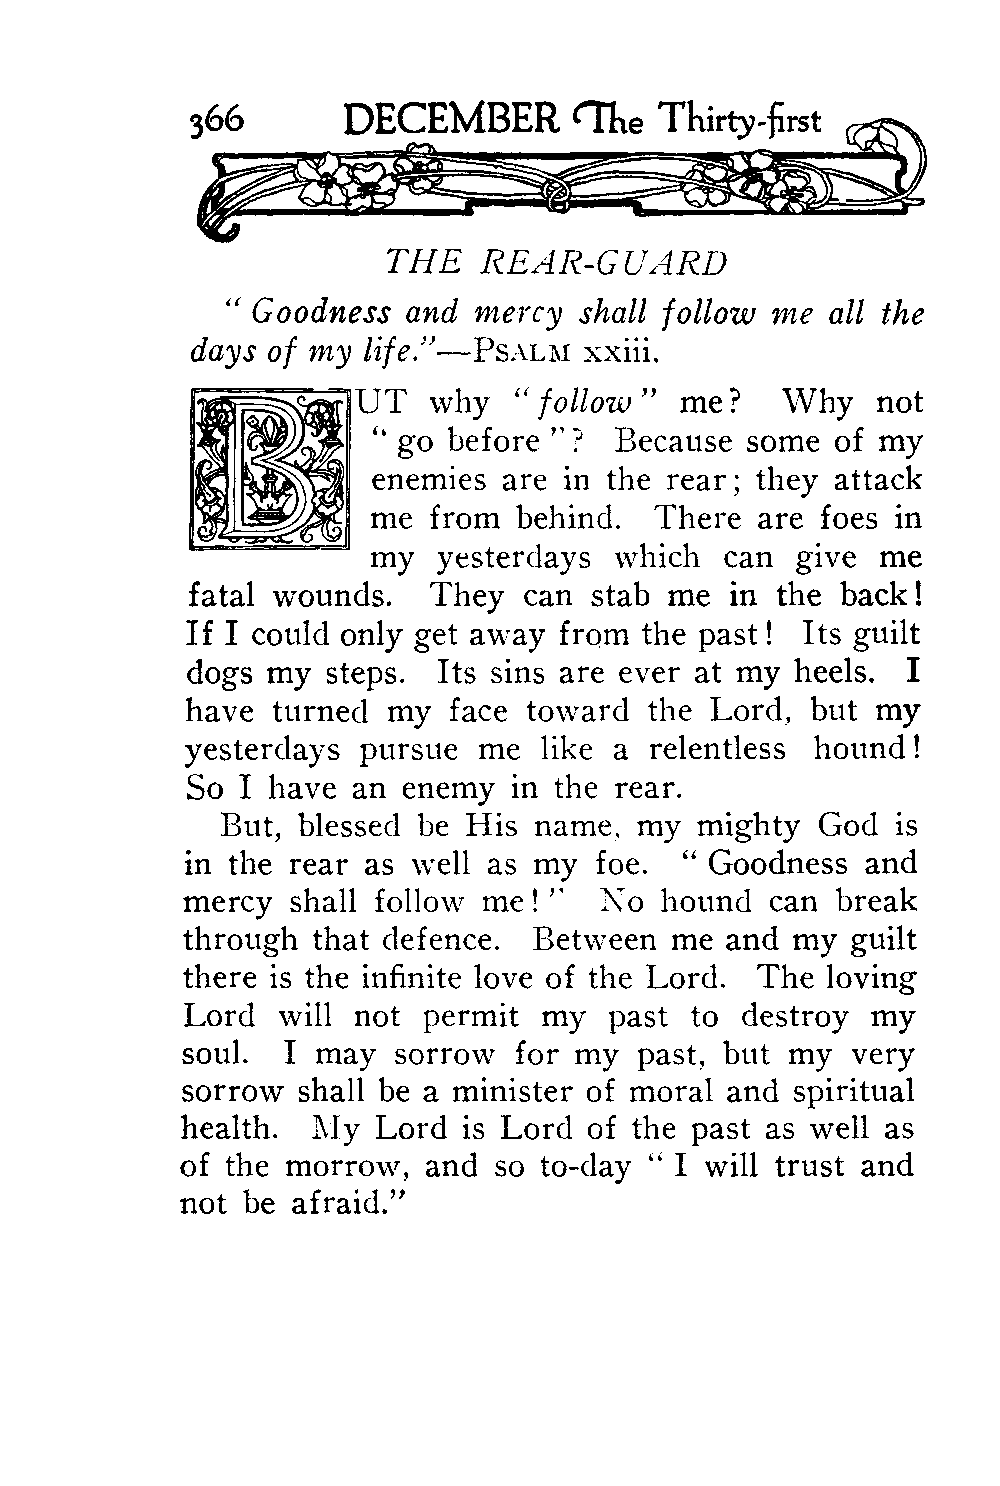 366 DECEMBER The Thirty-first
THE REAR-GUARD
“ Goodness and mercy shall follow me all the
days of my life.”—PSALM xxiii.
BUT why “follow” me? Why not
“ go before ”? Because some of my
enemies are in the rear; they attack
me from behind. There are foes in
my yesterdays which can give me
fatal wounds. They can stab me in the back!
If I could only get away from the past! Its guilt
dogs my steps. Its sins are ever at my heels. I
have turned my face toward the Lord, but my
yesterdays pursue me like a relentless hound!
So I have an enemy in the rear.
But, blessed be His name, my mighty God is
in the rear as well as my foe. “ Goodness and
mercy shall follow me!” No hound can break
through that defence. Between me and my guilt
there is the infinite love of the Lord. The loving
Lord will not permit my past to destroy my
soul. I may sorrow for my past, but my very
sorrow shall be a minister of moral and spiritual
health. My Lord is Lord of the past as well as
of the morrow, and so to-day “ I will trust and
not be afraid.”